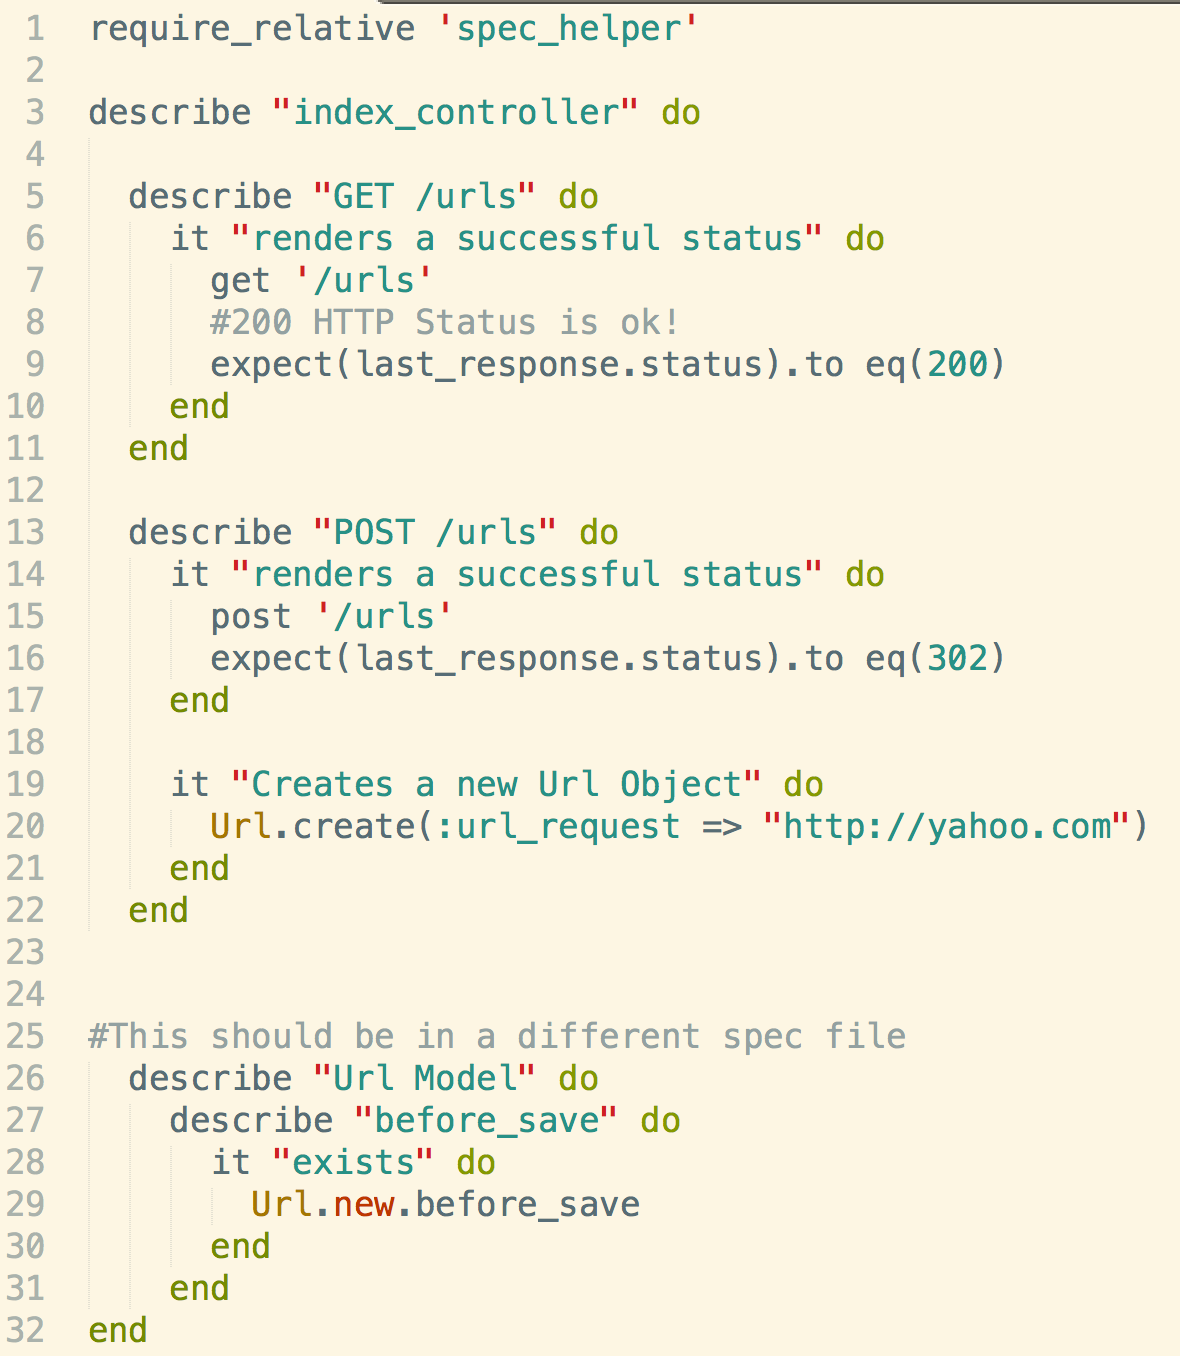 1 require_relative 'spec_helper'
2
3 describe "index_controller" do
4
5   describe "GET /urls" do
6     it "renders a successful status" do
7       get '/urls'
8       #200 HTTP Status is ok!
9       expect(last_response.status).to eq(200)
10     end
11   end
12
13   describe "POST /urls" do
14     it "renders a successful status" do
15       post '/urls'
16       expect(last_response.status).to eq(302)
17     end
18
19     it "Creates a new Url Object" do
20       Url.create(:url_request => "http://yahoo.com")
21     end
22   end
23
24
25 #This should be in a different spec file
26   describe "Url Model" do
27     describe "before_save" do
28       it "exists" do
29         Url.new.before_save
30       end
31     end
32 end